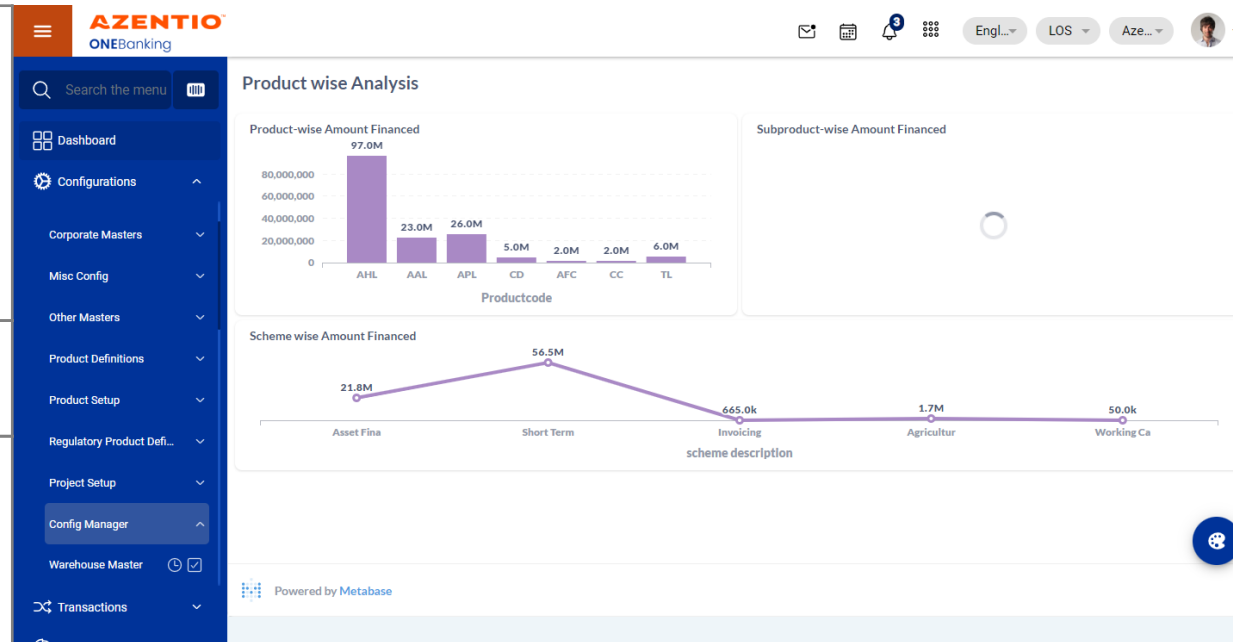 AZENTIO
ONEBanking
3
Engl...
LOS
Aze...
Search the menu
Dashboard
Configurations
Corporate Masters
Misc Config
Other Masters
Product Definitions
Product Setup
Regulatory Product Defi...
Project Setup
Config Manager
Warehouse Master
Transactions
Product wise Analysis
Product-wise Amount Financed
97.0M
80,000,000
60,000,000
40,000,000
20,000,000
0
23.0M
26.0M
5.0M
2.0M
2.0M
6.0M
AHL AAL APL CD AFC CC TL
Productcode
Subproduct-wise Amount Financed
Scheme wise Amount Financed
56.5M
21.8M
665.0k
1.7M
50.0k
Asset Fina Short Term Invoicing Agricultur Working Ca
scheme description
Powered by Metabase